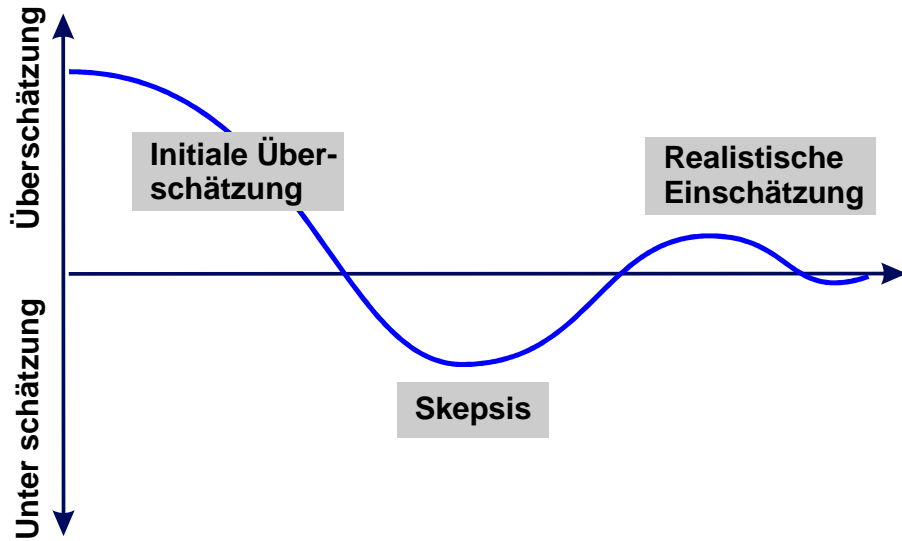 Überschätzung
Initiale Über-
schätzung
Realistische
Einschätzung
Skepsis
Unter schätzung